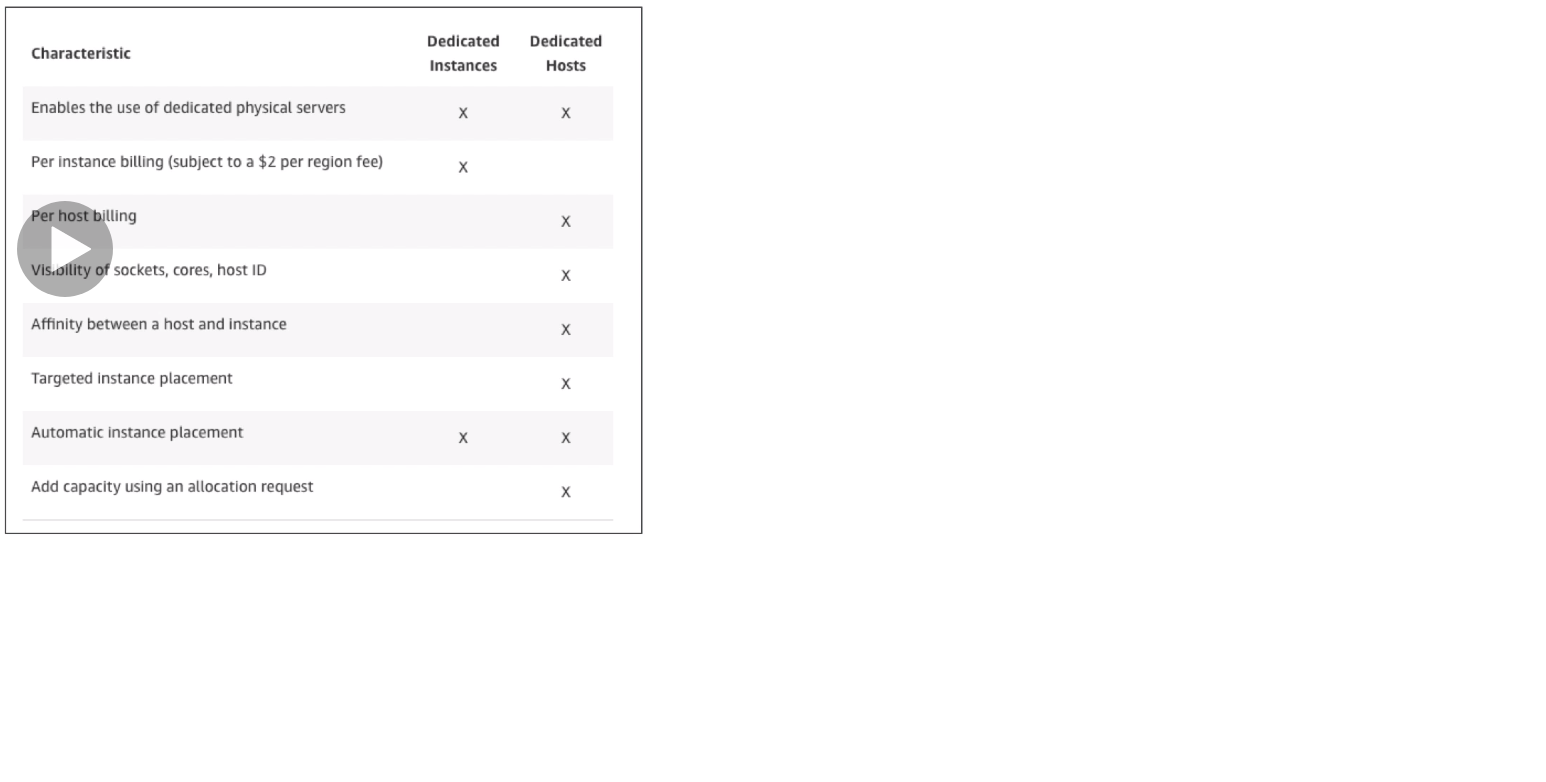 Characteristic Dedicated Instances Dedicated Hosts
Enables the use of dedicated physical servers X X
Per instance billing (subject to a $2 per region fee) X
Per host billing X
Visibility of sockets, cores, host ID X
Affinity between a host and instance X
Targeted instance placement X
Automatic instance placement X X
Add capacity using an allocation request X